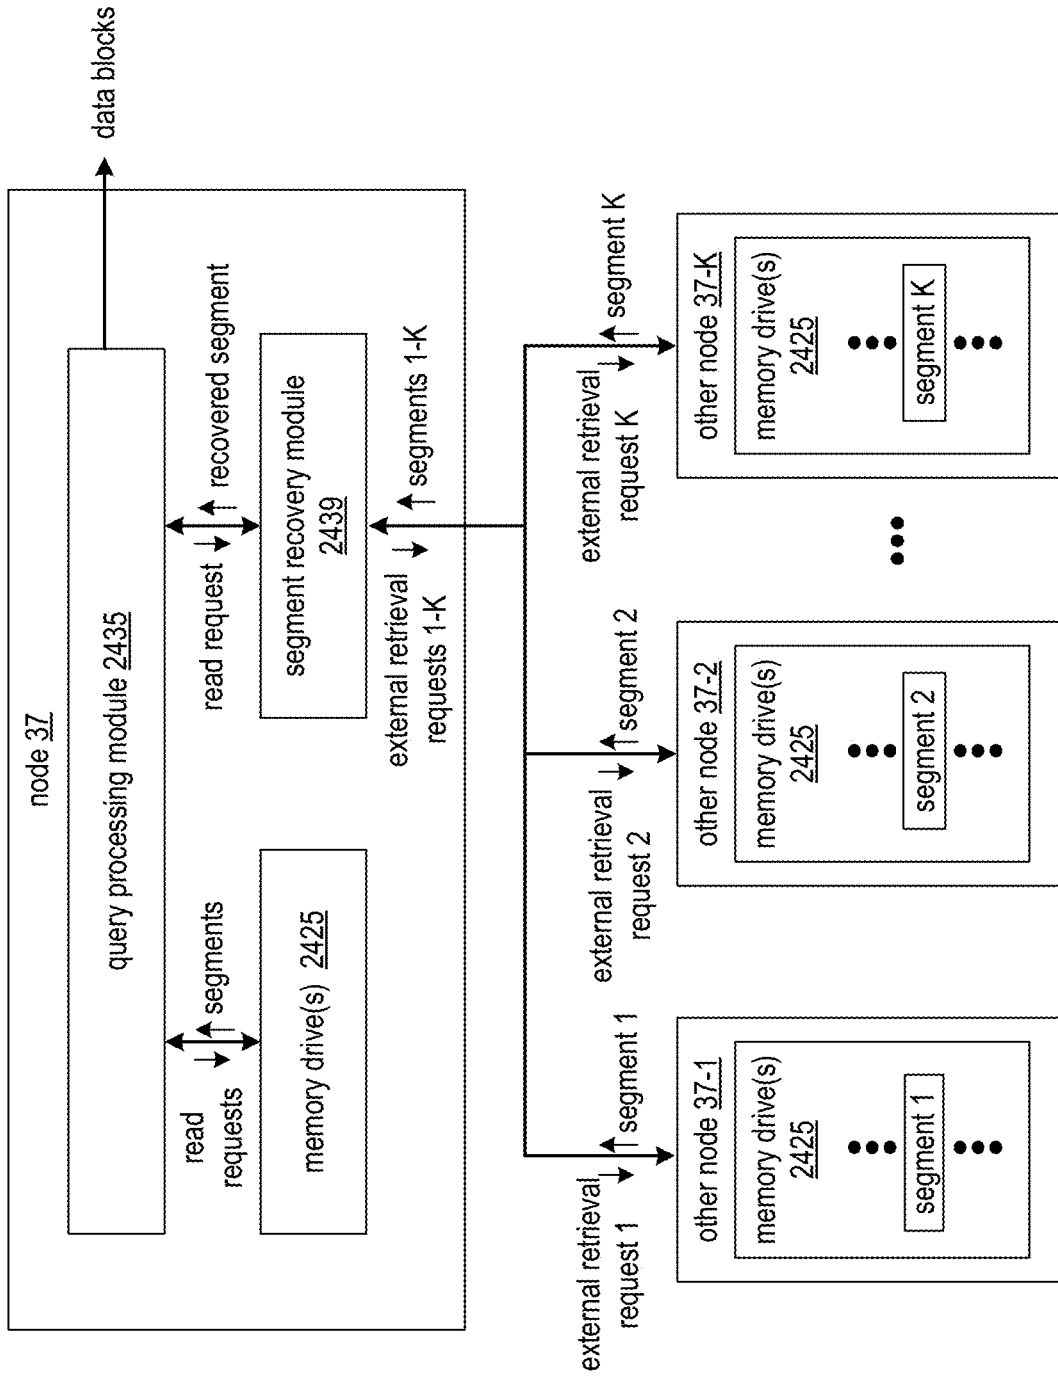 node 37
query processing module 2435
data blocks
read
requests
segments
read request
recovered segment
memory drive(s) 2425
segment recovery module
2439
external retrieval
requests 1-K
segments 1-K
external retrieval
request 1
segment 1
external retrieval
request 2
segment 2
external retrieval
request K
segment K
other node 37-1
memory drive(s)
2425
segment 1
other node 37-2
memory drive(s)
2425
segment 2
other node 37-K
memory drive(s)
2425
segment K